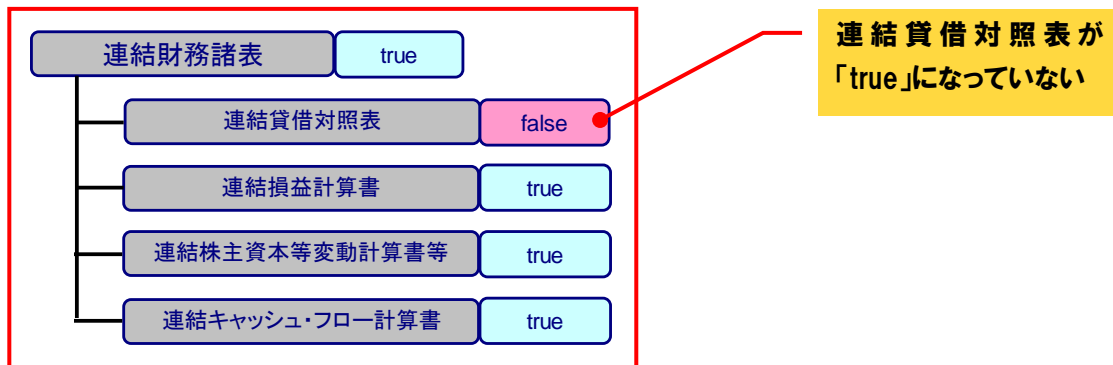 連結財務諸表 true
連結貸借対照表 false
連結損益計算書 true
連結株主資本等変動計算書等 true
連結キャッシュ・フロー計算書 true
連結貸借対照表が
「true」になっていない